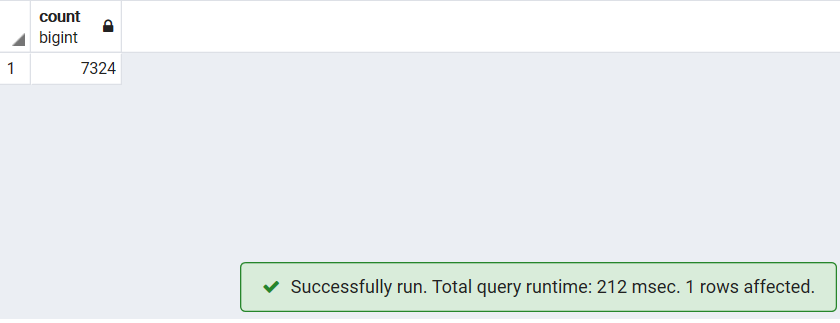 count
bigint
1 7324
Successfully run. Total query runtime: 212 msec. 1 rows affected.